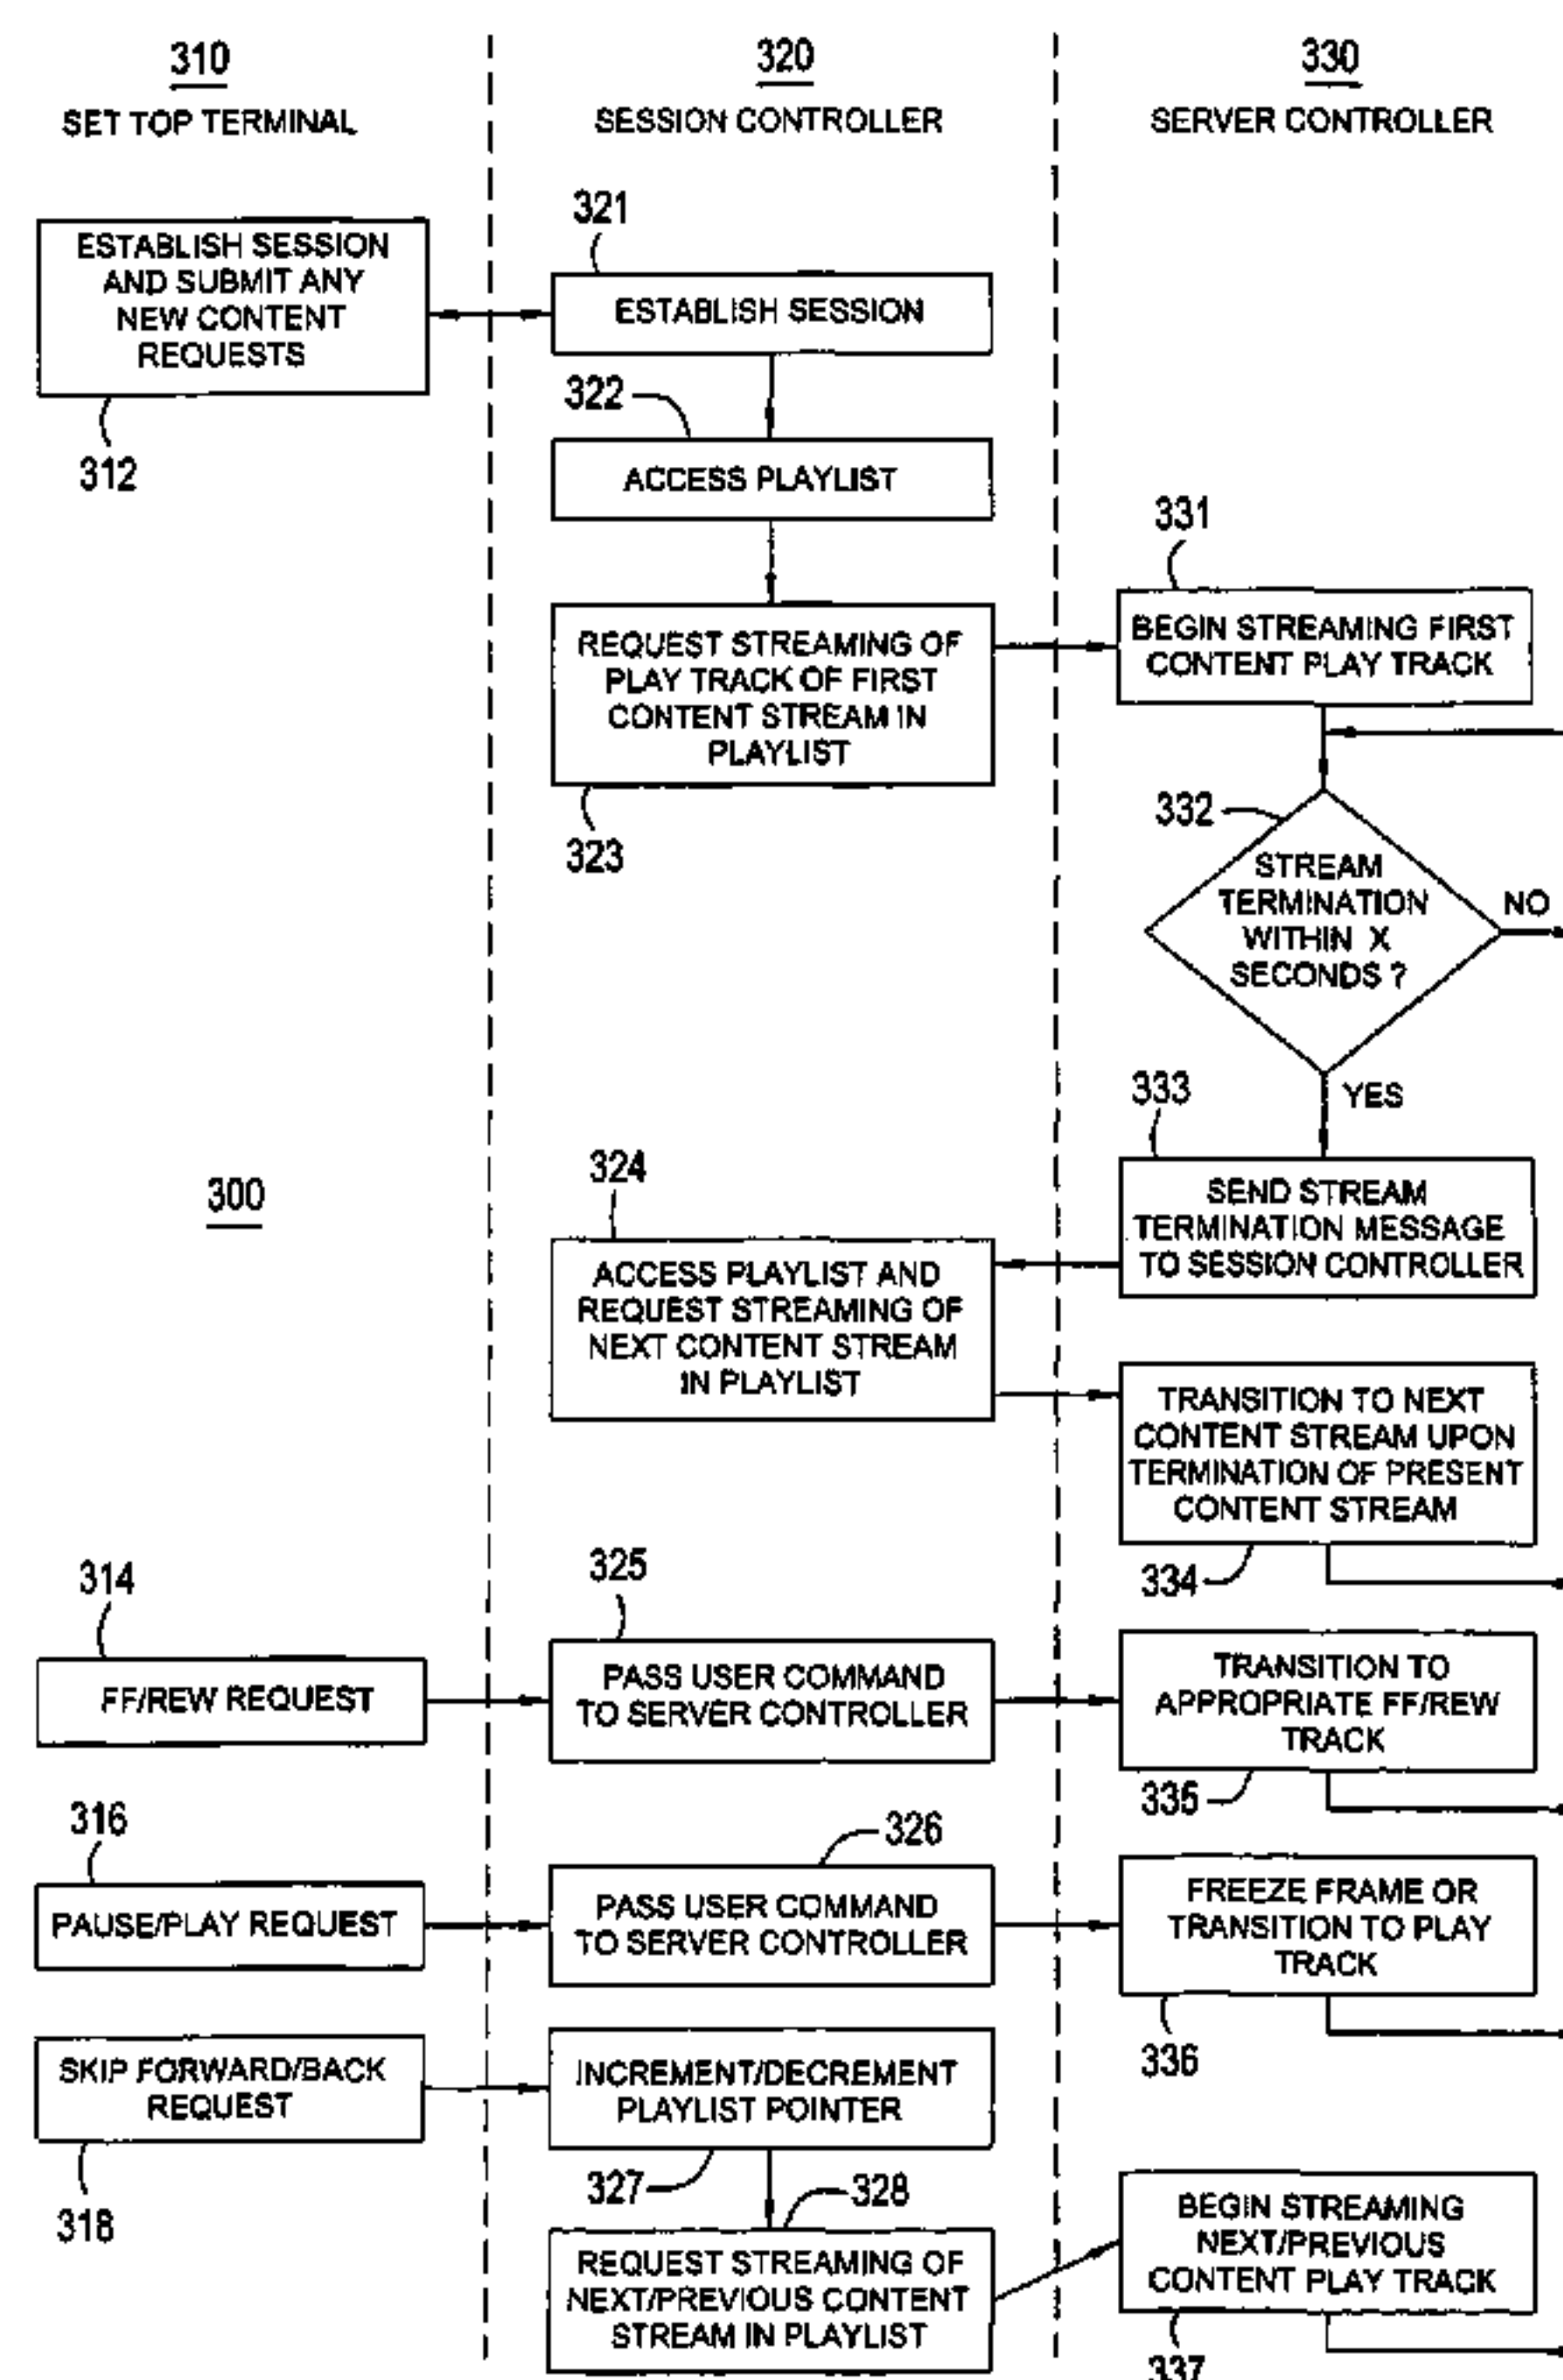 310
SET TOP TERMINAL
320
SESSION CONTROLLER
330
SERVER CONTROLLER
ESTABLISH SESSION
AND SUBMIT ANY
NEW CONTENT
REQUESTS
312
321
ESTABLISH SESSION
322
ACCESS PLAYLIST
REQUEST STREAMING OF
PLAY TRACK OF FIRST
CONTENT STREAM IN
PLAYLIST
323
331
BEGIN STREAMING FIRST
CONTENT PLAY TRACK
332
STREAM
TERMINATION
WITHIN X
SECONDS ?
NO
YES
333
SEND STREAM
TERMINATION MESSAGE
TO SESSION CONTROLLER
300
324
ACCESS PLAYLIST AND
REQUEST STREAMING OF
NEXT CONTENT STREAM
IN PLAYLIST
TRANSITION TO NEXT
CONTENT STREAM UPON
TERMINATION OF PRESENT
CONTENT STREAM
334
314
FF/REW REQUEST
325
PASS USER COMMAND
TO SERVER CONTROLLER
TRANSITION TO
APPROPRIATE FF/REW
TRACK
335
316
PAUSE/PLAY REQUEST
326
PASS USER COMMAND
TO SERVER CONTROLLER
FREEZE FRAME OR
TRANSITION TO PLAY
TRACK
336
SKIP FORWARD/BACK
REQUEST
318
INCREMENT/DECREMENT
PLAYLIST POINTER
327
328
REQUEST STREAMING OF
NEXT/PREVIOUS CONTENT
STREAM IN PLAYLIST
BEGIN STREAMING
NEXT/PREVIOUS
CONTENT PLAY TRACK
337